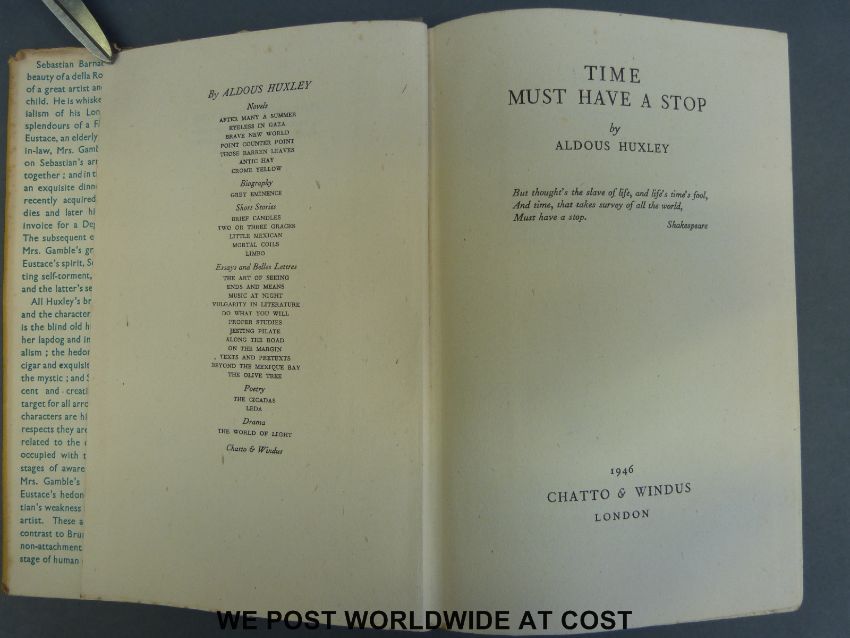 Sebastian Barna
beauty of a della Ro
of a great artist an
child. He is whiske
ialism of his Lon
splendours of a F
Eustace, an elderly
in-law, Mrs. Gamb
on Sebastian's arr
together ; and in t
an exquisite dinn
recently acquired
dies and later hi
invoice for a De
The subsequent e
Mrs. Gamble's gr
Eustace's spirit, S
ting self-torment,
and the latter's se
All Huxley's br
and the character
is the blind old h
her lapdog and in
alism ; the hedon
cigar and exquisit
the mystic ; and S
cent and creati
target for all arro
characters are hi
respects they are
related to the
occupied with t
stages of aware
Mrs. Gamble's
Eustace's hedon
tian's weakness
artist. These a
contrast to Bru
non-attachment
stage of human
By ALDOUS HUXLEY
Novels
AFTER MANY A SUMMER
EYELESS IN GAZA
BRAVE NEW WORLD
POINT COUNTER POINT
THOSE BARREN LEAVES
ANTIC HAY
CROME YELLOW
Biography
GREY EMINENCE
Short Stories
BRIEF CANDLES
TWO OR THREE GRACES
LITTLE MEXICAN
MORTAL COILS
LIMBO
Essays and Belles Lettres
THE ART OF SEEING
ENDS AND MEANS
MUSIC AT NIGHT
VULGARITY IN LITERATURE
DO WHAT YOU WILL
PROPER STUDIES
JESTING PILATE
ALONG THE ROAD
ON THE MARGIN
TEXTS AND PRETEXTS
BEYOND THE MEXIQUE BAY
THE OLIVE TREE
Poetry
THE CICADAS
LEDA
Drama
THE WORLD OF LIGHT
Chatto & Windus
TIME
MUST HAVE A STOP
by
ALDOUS HUXLEY
But thought's the slave of life, and life's time's fool,
And time, that takes survey of all the world,
Must have a stop.
Shakespeare
1946
CHATTO & WINDUS
LONDON
WE POST WORLDWIDE AT COST